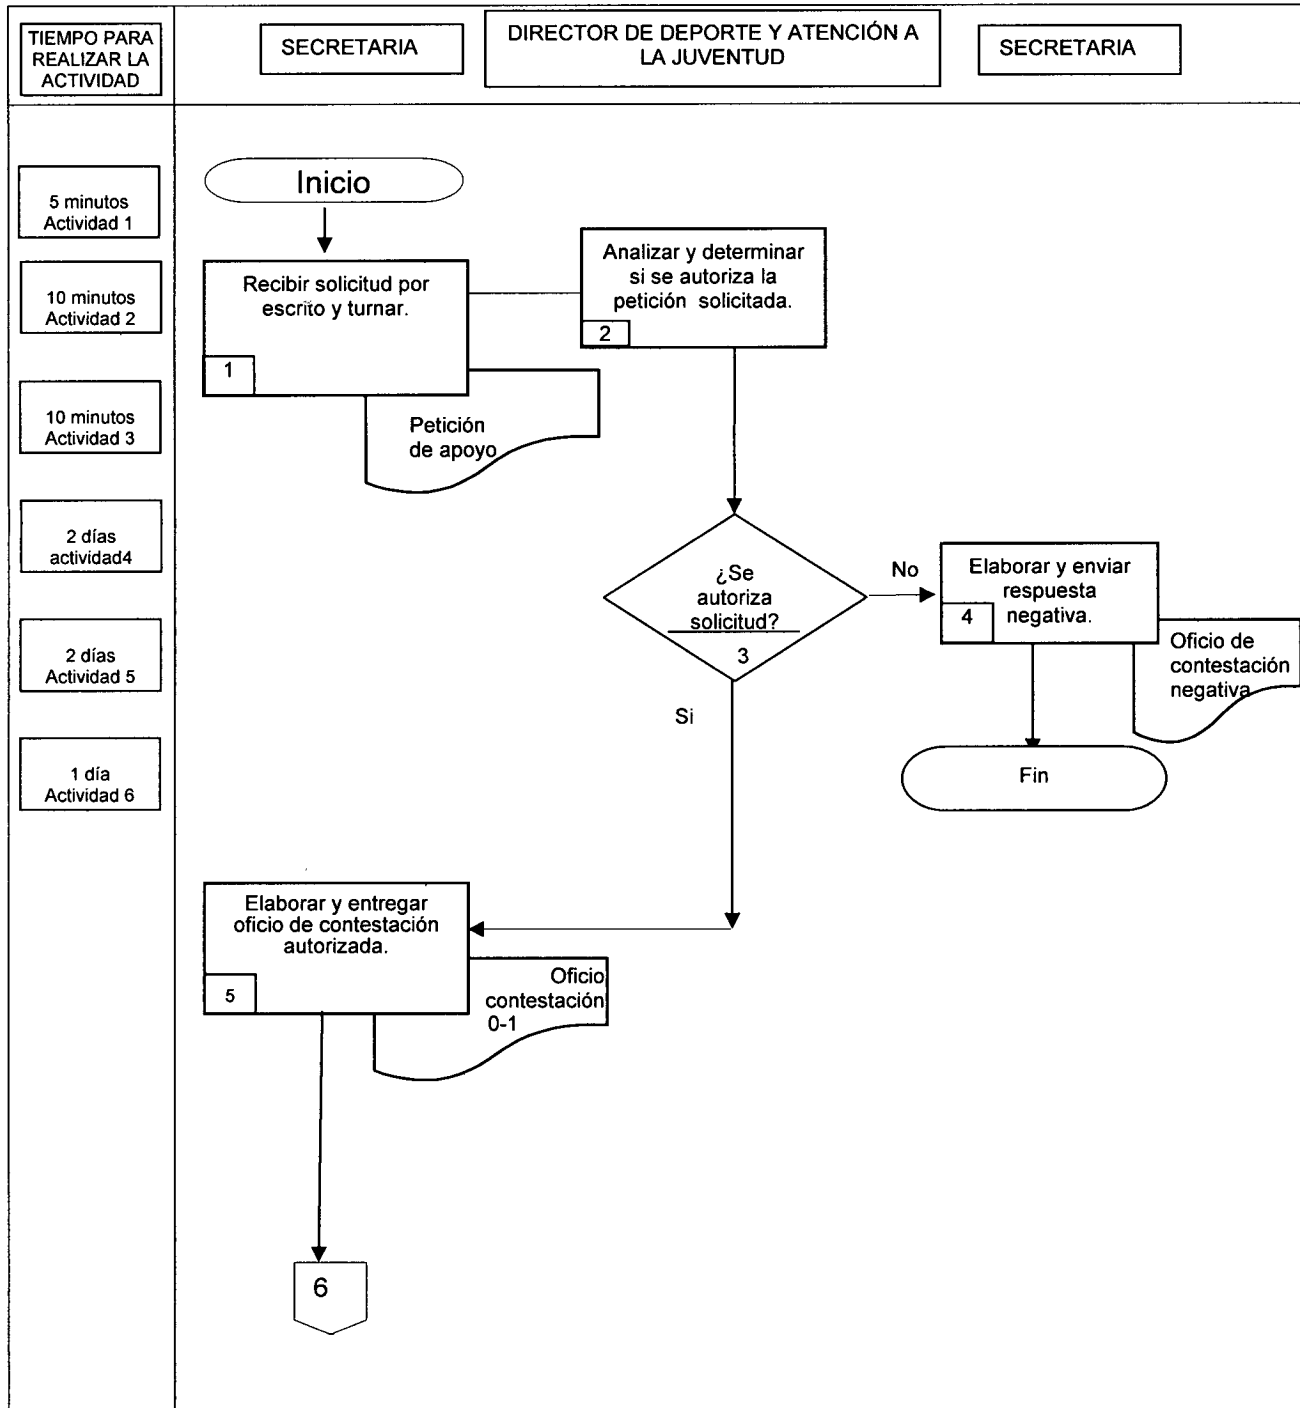 TIEMPO PARA
REALIZAR LA
ACTIVIDAD
SECRETARIA
DIRECTOR DE DEPORTE Y ATENCIÓN A
LA JUVENTUD
SECRETARIA
5 minutos
Actividad 1
10 minutos
Actividad 2
10 minutos
Actividad 3
2 días
actividad4
2 días
Actividad 5
1 día
Actividad 6
Inicio
Recibir solicitud por
escrito y turnar.
1
Petición
de apoyo
Analizar y determinar
si se autoriza la
petición solicitada.
2
¿Se
autoriza
solicitud?
3
No
Si
Elaborar y enviar
respuesta
negativa.
4
Oficio de
contestación
negativa
Fin
Elaborar y entregar
oficio de contestación
autorizada.
5
Oficio
contestación
0-1
6